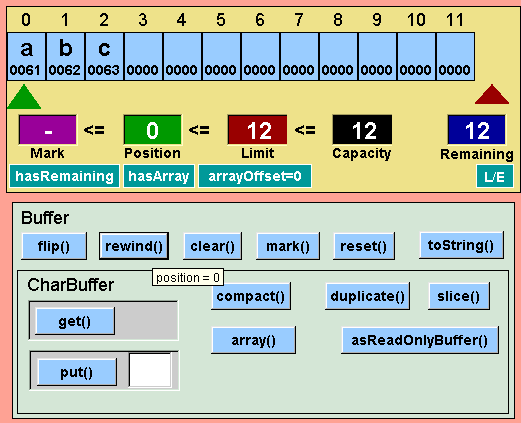 0 1 2 3 4 5 6 7 8 9 10 11
a b c
0061 0062 0063 0000 0000 0000 0000 0000 0000 0000 0000 0000
- <= 0 <= 12 <= 12 12
Mark Position Limit Capacity Remaining
hasRemaining hasArray arrayOffset=0 L/E
Buffer
flip() rewind() clear() mark() reset() toString()
position = 0
CharBuffer
compact() duplicate() slice()
get()
array() asReadOnlyBuffer()
put()